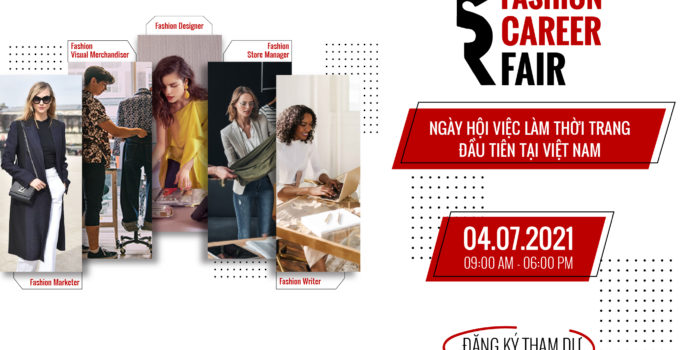 Fashion Designer
Fashion
Visual Merchandiser
Fashion
Store Manager
Fashion Marketer
Fashion Writer
FASHION
CAREER
FAIR
NGÀY HỘI VIỆC LÀM THỜI TRANG
ĐẦU TIÊN TẠI VIỆT NAM
04.07.2021
09:00 AM - 06:00 PM
ĐĂNG KÝ THAM DỰ